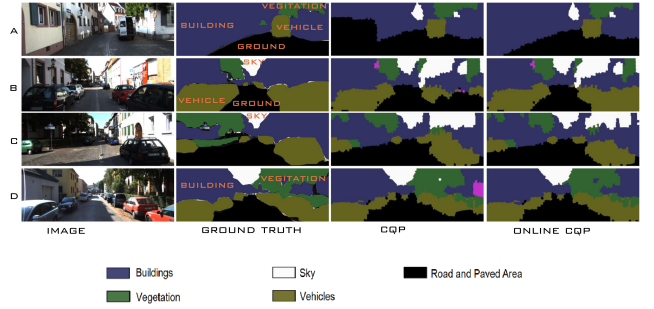 A
VEGITATION
BUILDING
VEHICLE
GROUND
B
SKY
VEHICLE
GROUND
C
SKY
D
BUILDING
VEGITATION
IMAGE
GROUND TRUTH
CQP
ONLINE CQP
Buildings
Sky
Road and Paved Area
Vegetation
Vehicles